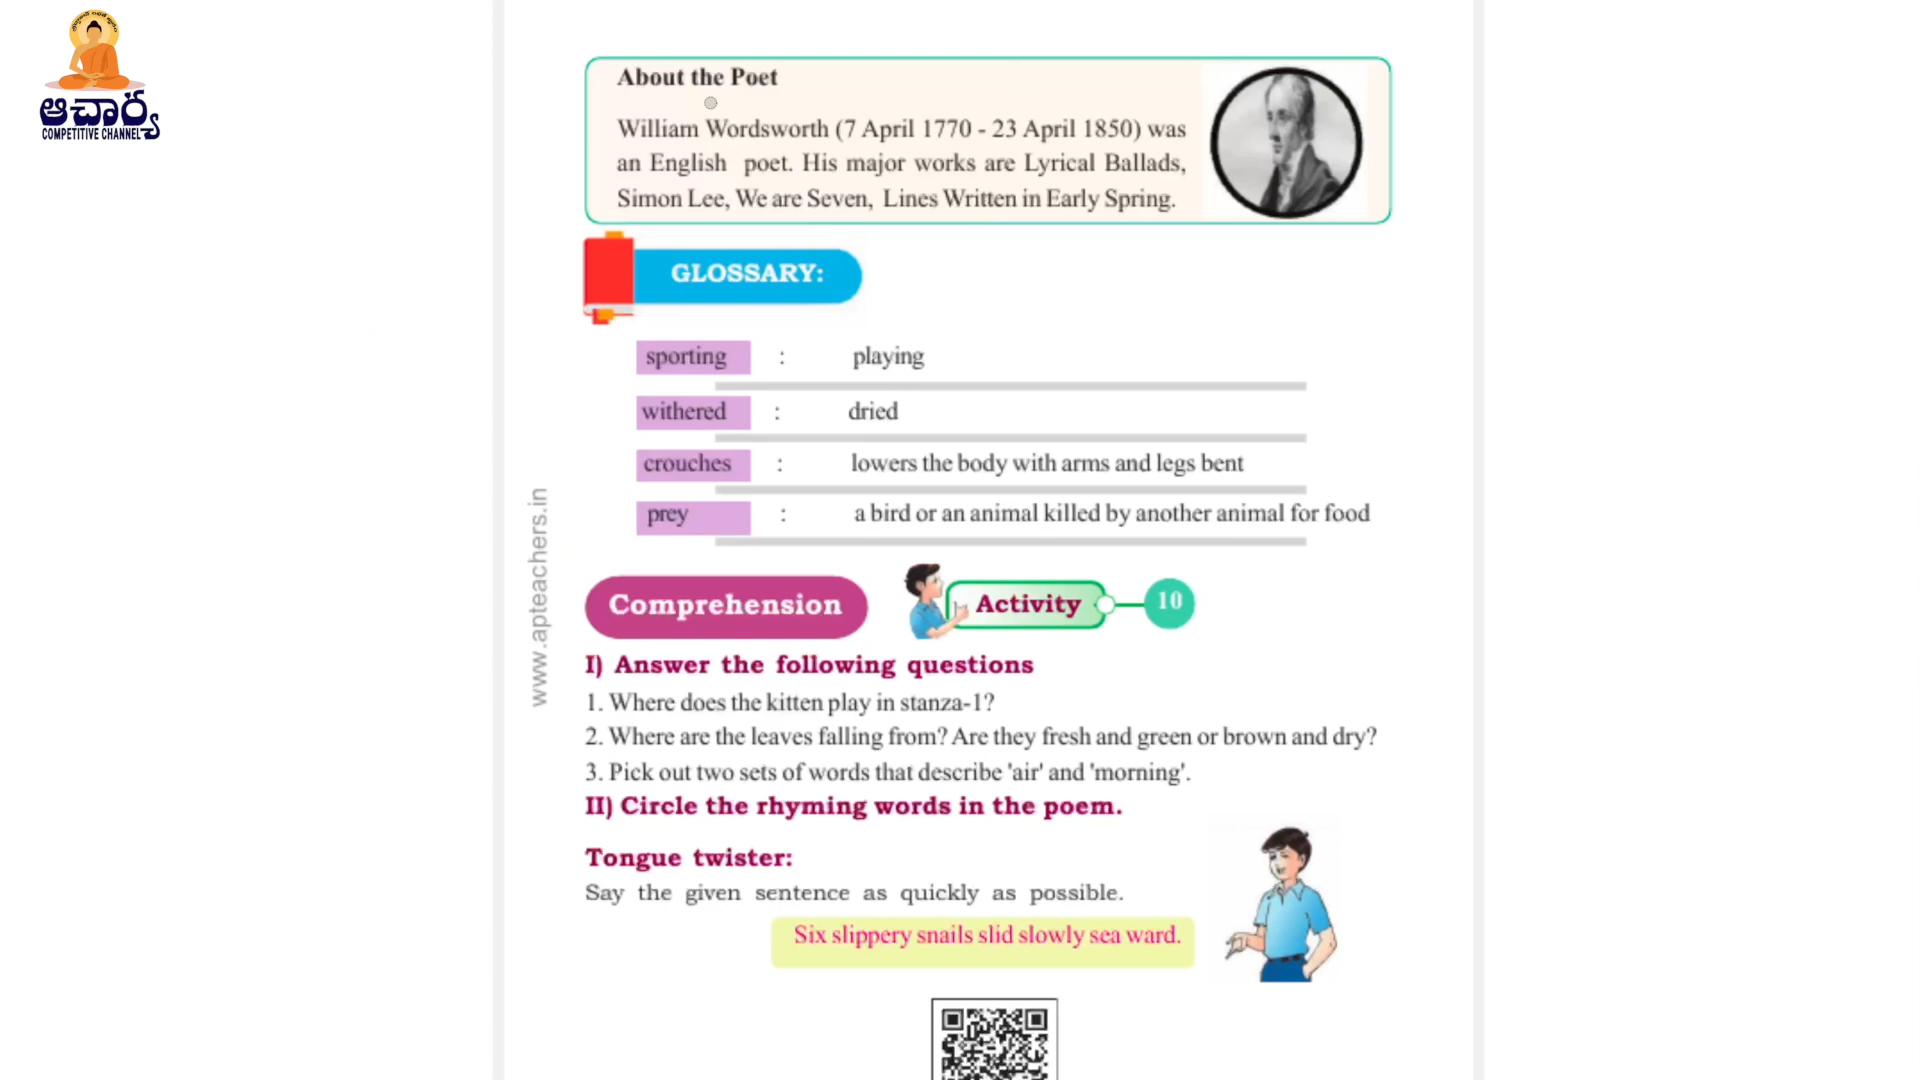 ఆచార్య
COMPETITIVE CHANNEL
About the Poet
William Wordsworth (7 April 1770 - 23 April 1850) was
an English poet. His major works are Lyrical Ballads,
Simon Lee, We are Seven, Lines Written in Early Spring.
GLOSSARY:
sporting : playing
withered : dried
crouches : lowers the body with arms and legs bent
prey : a bird or an animal killed by another animal for food
www.apteachers.in
Comprehension
Activity 10
I) Answer the following questions
1. Where does the kitten play in stanza-1?
2. Where are the leaves falling from? Are they fresh and green or brown and dry?
3. Pick out two sets of words that describe 'air' and 'morning'.
II) Circle the rhyming words in the poem.
Tongue twister:
Say the given sentence as quickly as possible.
Six slippery snails slid slowly sea ward.